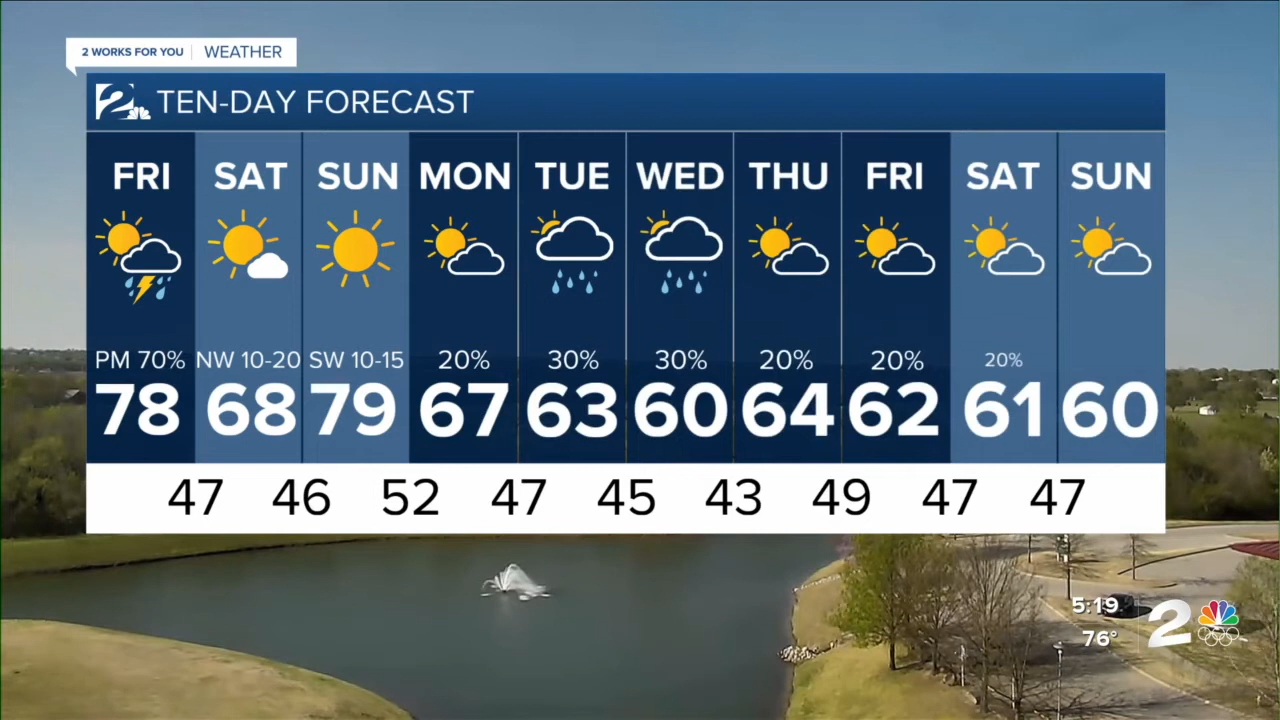 2 WORKS FOR YOU | WEATHER
2 TEN-DAY FORECAST
FRI SAT SUN MON TUE WED THU FRI SAT SUN
PM 70% NW 10-20 SW 10-15 20% 30% 30% 20% 20% 20%
78 68 79 67 63 60 64 62 61 60
47 46 52 47 45 43 49 47 47
5:19
76°
2